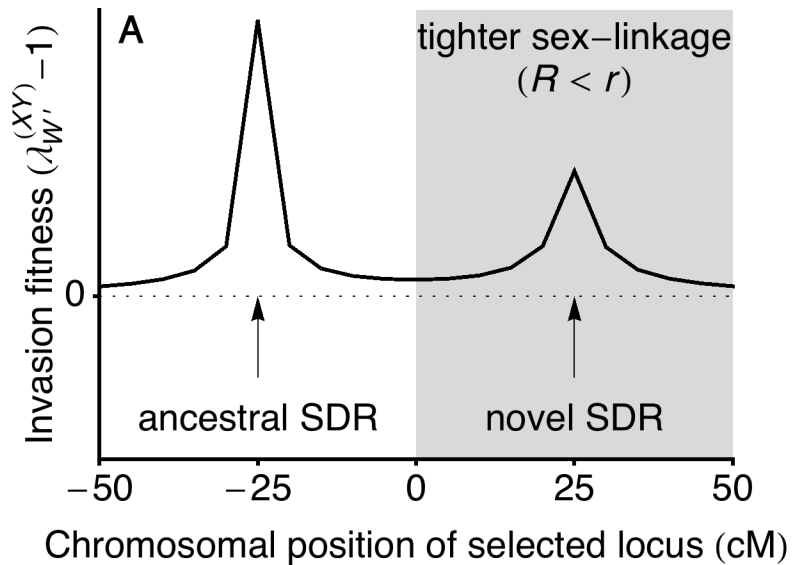 A
tighter sex−linkage
(R < r)
Invasion fitness (λ_{W′}^{(XY)} −1)
0
ancestral SDR
novel SDR
−50
−25
0
25
50
Chromosomal position of selected locus (cM)